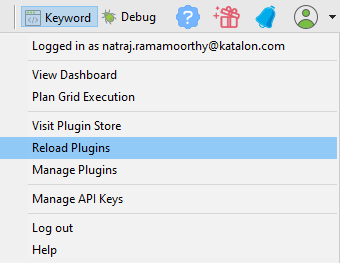 Keyword Debug
Logged in as natraj.ramamoorthy@katalon.com
View Dashboard
Plan Grid Execution
Visit Plugin Store
Reload Plugins
Manage Plugins
Manage API Keys
Log out
Help